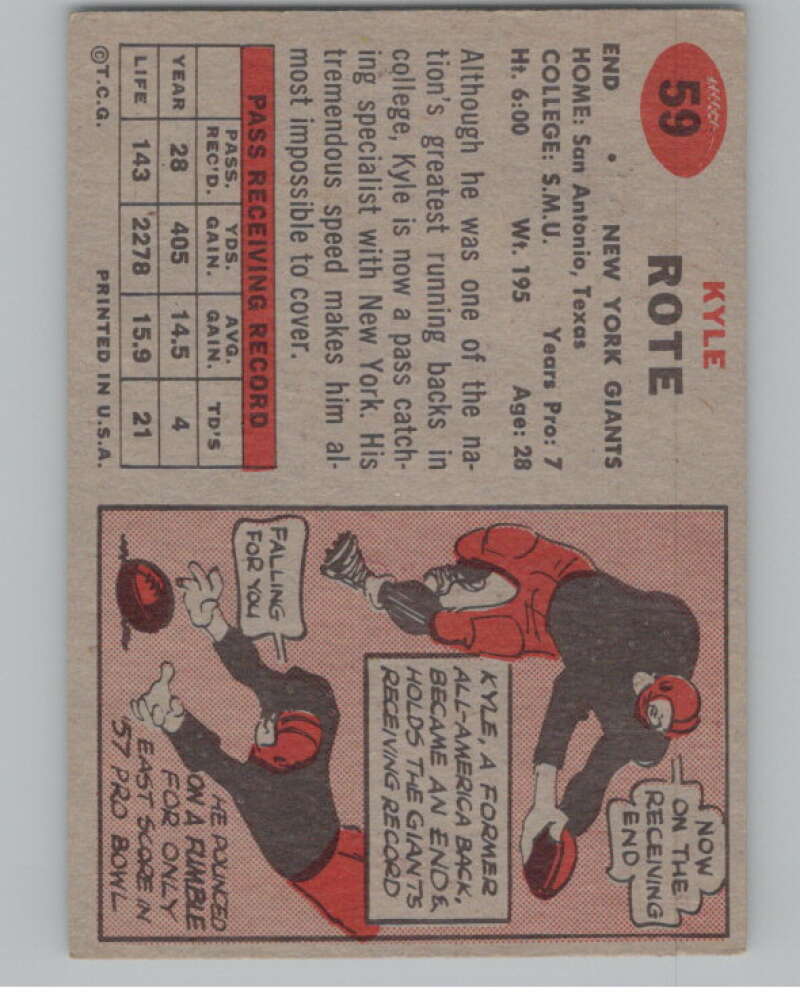 59
KYLE
ROTE
END • NEW YORK GIANTS
HOME: San Antonio, Texas
COLLEGE: S.M.U. Years Pro: 7
Ht. 6:00 Wt. 195 Age: 28
Although he was one of the na-
tion's greatest running backs in
college, Kyle is now a pass catch-
ing specialist with New York. His
tremendous speed makes him al-
most impossible to cover.
PASS RECEIVING RECORD
PASS. YDS. AVG.
REC'D. GAIN. GAIN. TD'S
YEAR 28 405 14.5 4
LIFE 143 2278 15.9 21
©T.C.G. PRINTED IN U.S.A.
NOW
ON THE
RECEIVING
END
KYLE, A FORMER
ALL-AMERICA BACK,
BECAME AN END &
HOLDS THE GIANTS
RECEIVING RECORD
FALLING
FOR YOU
HE POUNCED
ON A FUMBLE
FOR ONLY
EAST SCORE IN
57 PRO BOWL